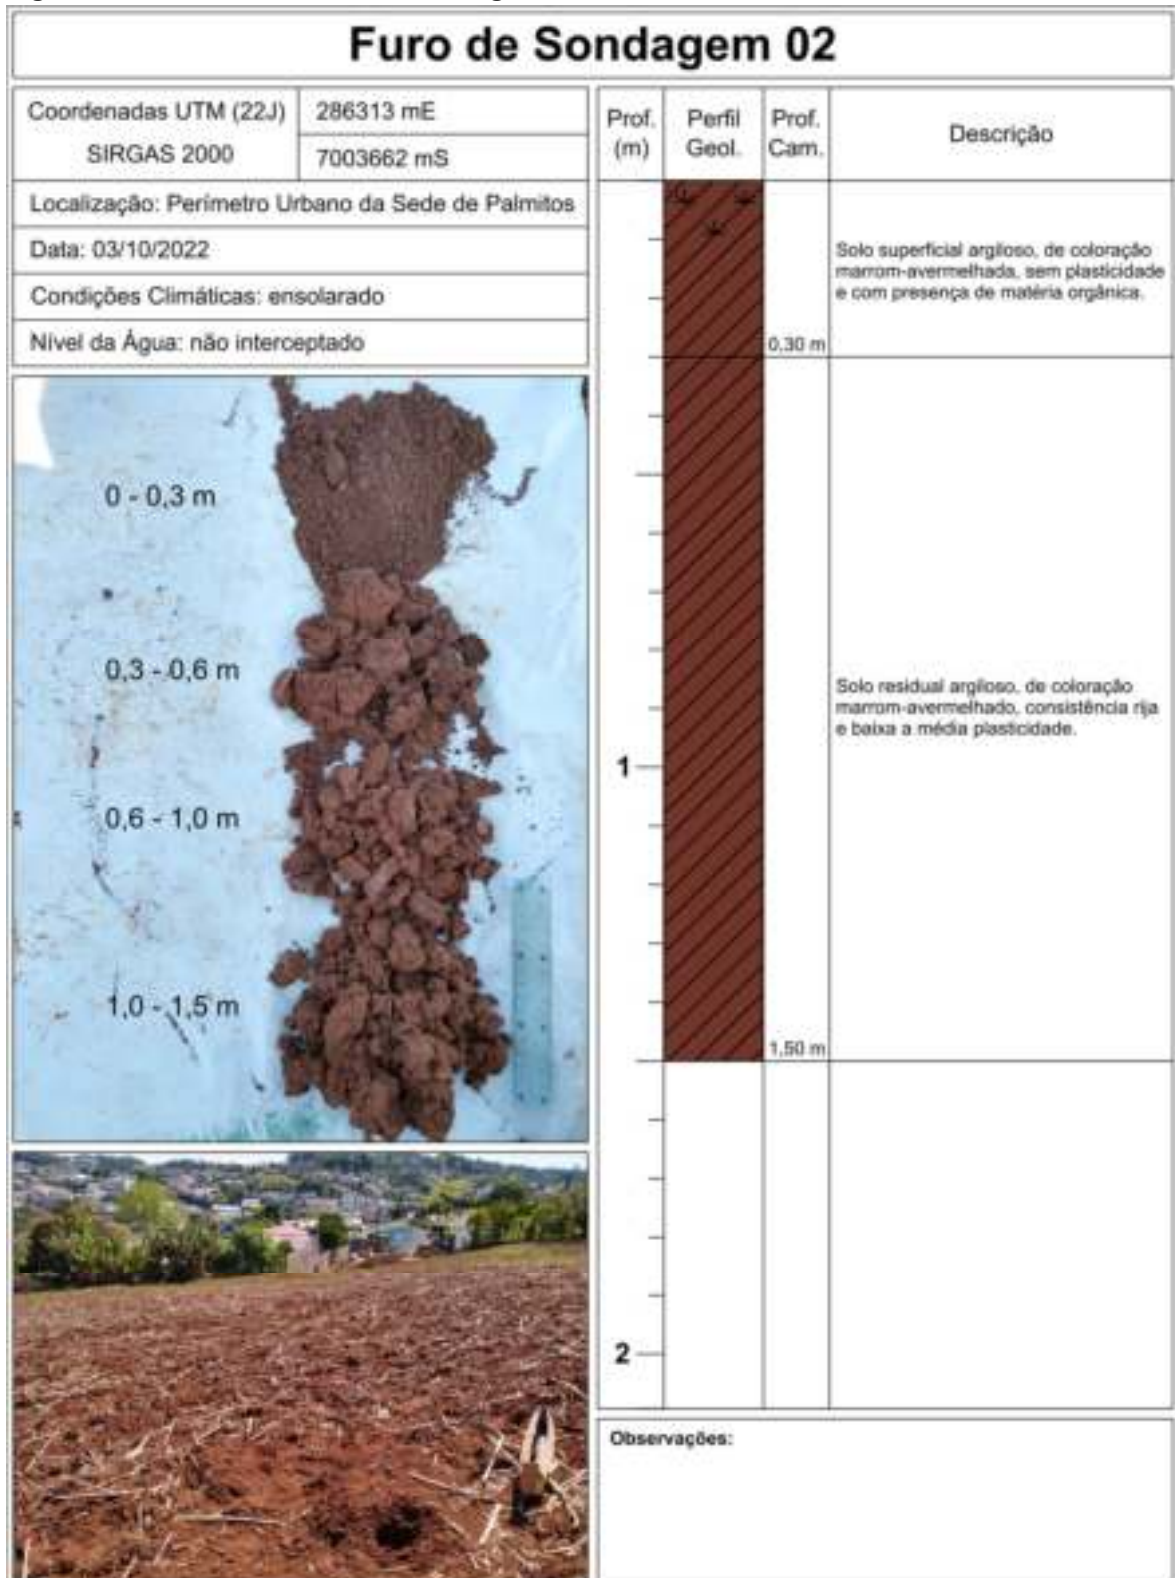 Furo de Sondagem 02
Coordenadas UTM (22J)
SIRGAS 2000
286313 mE
7003662 mS
Localização: Perímetro Urbano da Sede de Palmitos
Data: 03/10/2022
Condições Climáticas: ensolarado
Nível da Água: não interceptado
0 - 0,3 m
0,3 - 0,6 m
0,6 - 1,0 m
1,0 - 1,5 m
Prof.
(m)
Perfil
Geol.
Prof.
Cam.
Descrição
Solo superficial argiloso, de coloração
marrom-avermelhada, sem plasticidade
e com presença de matéria orgânica.
0,30 m
Solo residual argiloso, de coloração
marrom-avermelhado, consistência rija
e baixa a média plasticidade.
1
1,50 m
2
Observações: